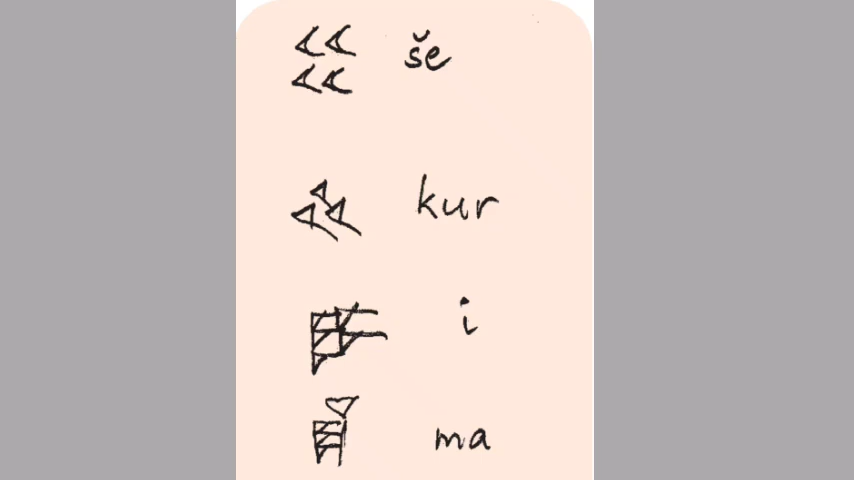 𒊺 še
𒆳 kur
𒄿 i
𒈠 ma